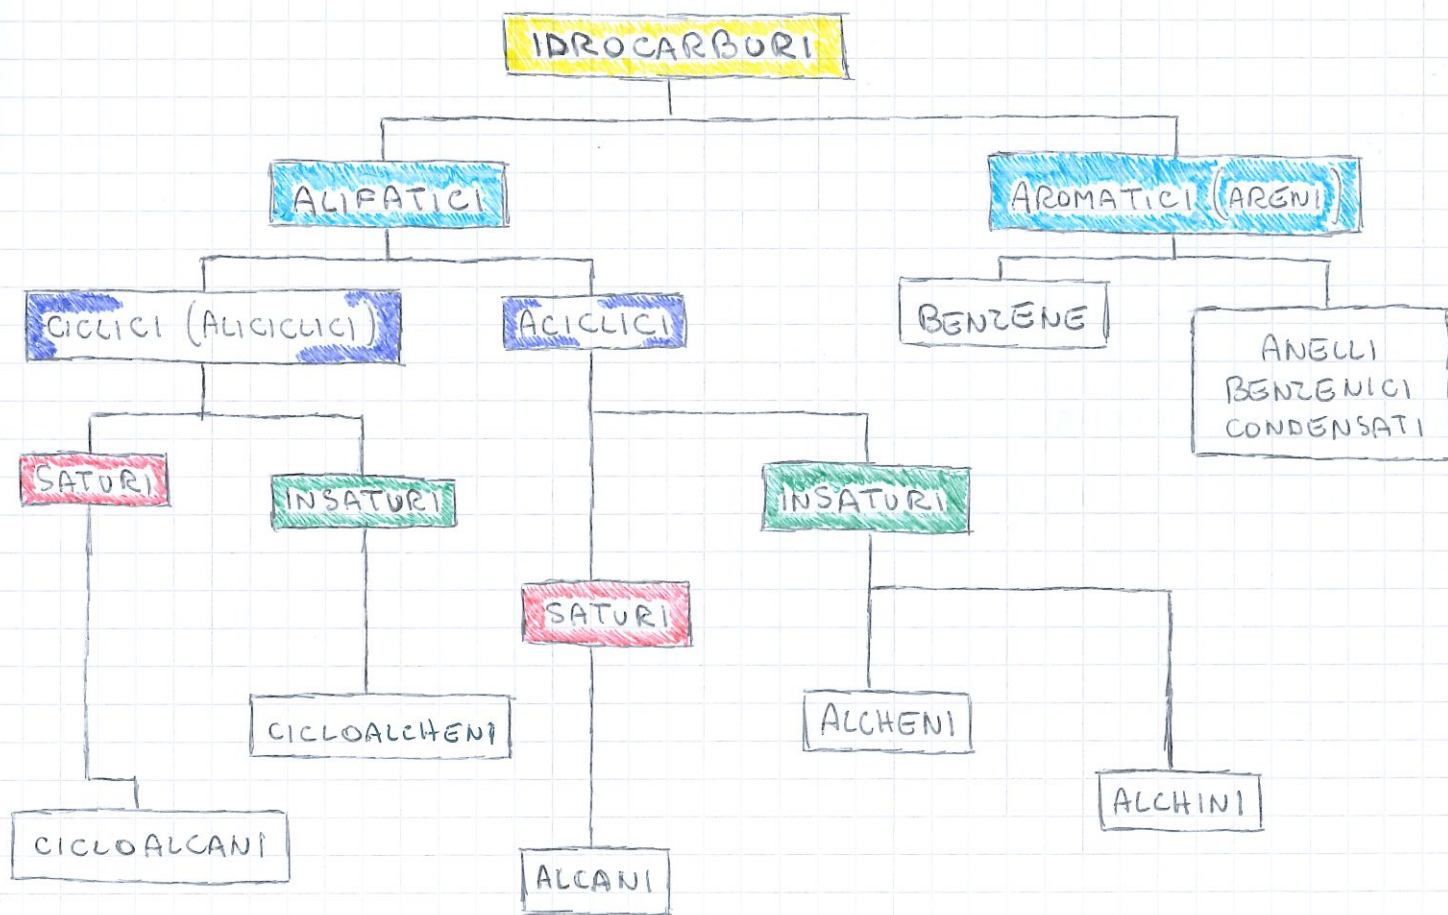 IDROCARBURI
ALIFATICI
AROMATICI (ARENI)
CICLICI (ALICICLICI)
ACICLICI
BENZENE
ANELLI
BENZENICI
CONDENSATI
SATURI
INSATURI
INSATURI
SATURI
CICLOALCHENI
ALCHENI
ALCHINI
CICLOALCANI
ALCANI